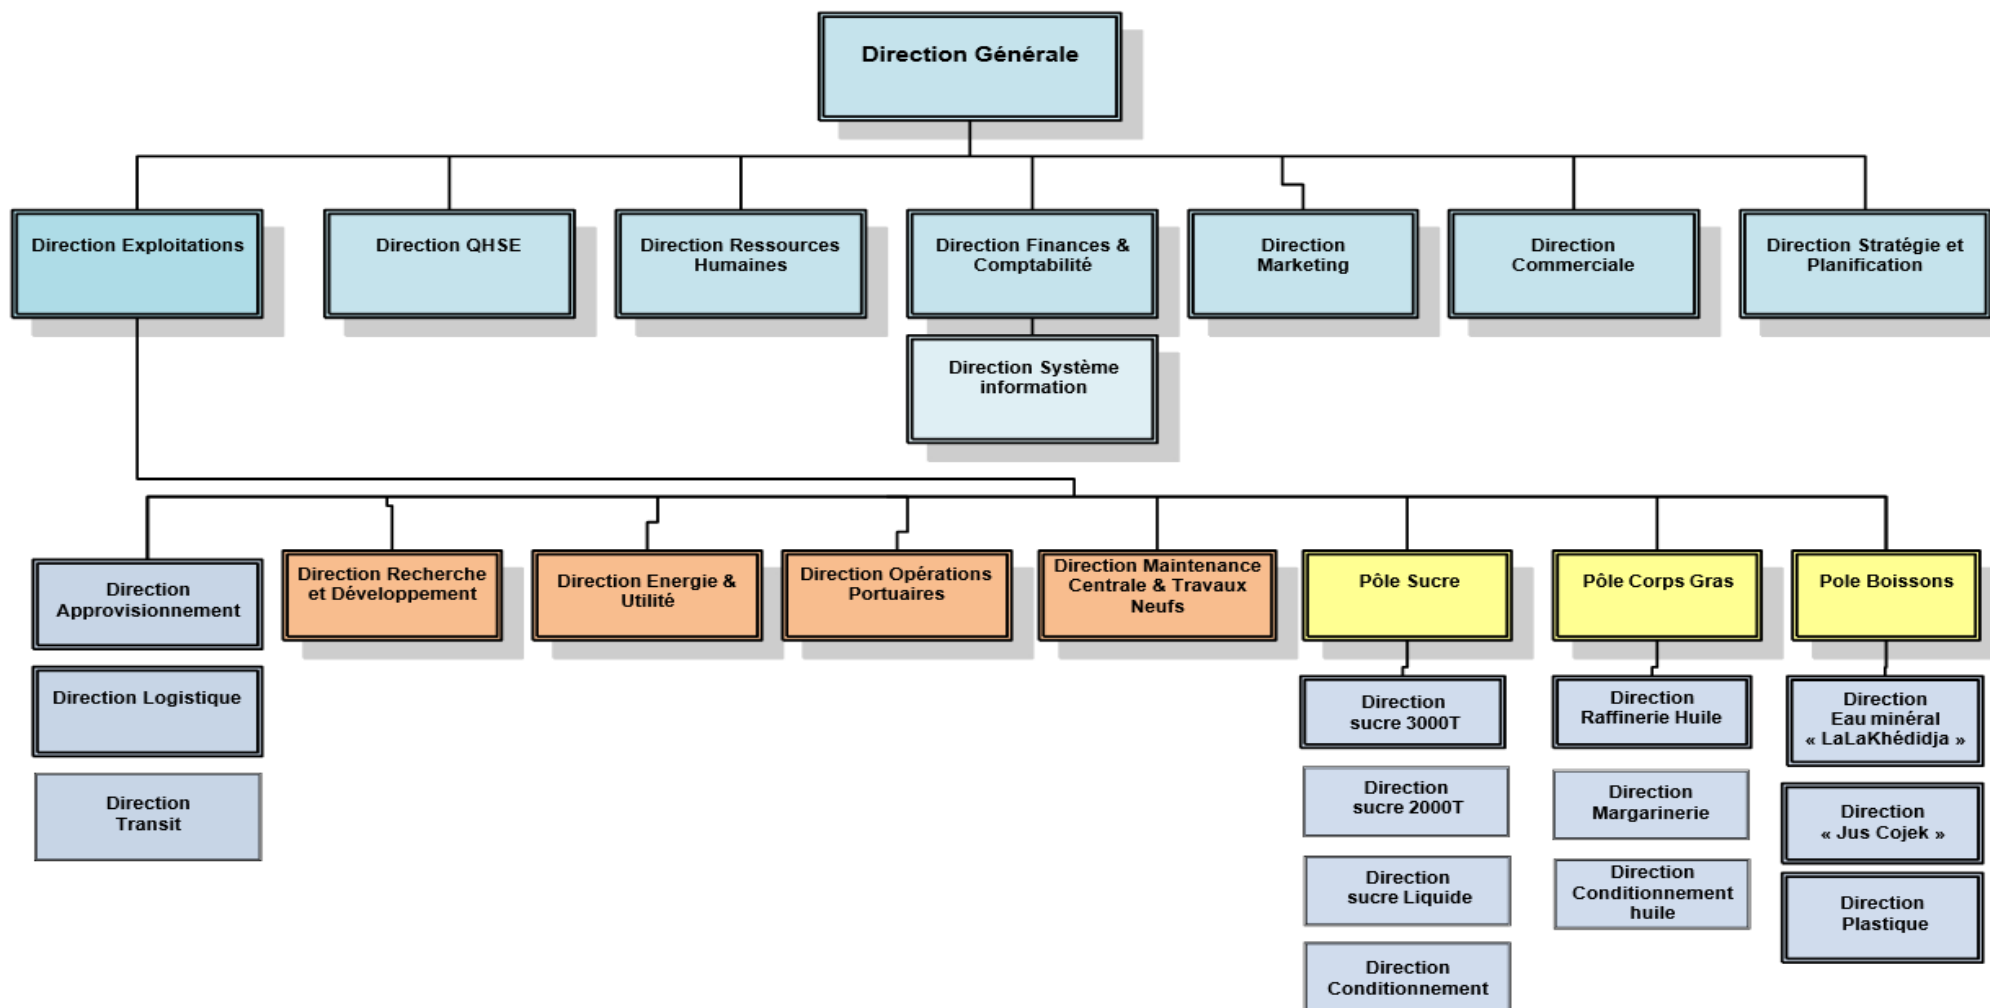 Direction Générale
Direction Exploitations
Direction QHSE
Direction Ressources
Humaines
Direction Finances &
Comptabilité
Direction
Marketing
Direction
Commerciale
Direction Stratégie et
Planification
Direction Système
information
Direction
Approvisionnement
Direction Recherche
et Développement
Direction Energie &
Utilité
Direction Opérations
Portuaires
Direction Maintenance
Centrale & Travaux
Neufs
Pôle Sucre
Pôle Corps Gras
Pole Boissons
Direction Logistique
Direction
Transit
Direction
sucre 3000T
Direction
sucre 2000T
Direction
sucre Liquide
Direction
Conditionnement
Direction
Raffinerie Huile
Direction
Margarinerie
Direction
Conditionnement
huile
Direction
Eau minéral
« LaLaKhédidja »
Direction
« Jus Cojek »
Direction
Plastique